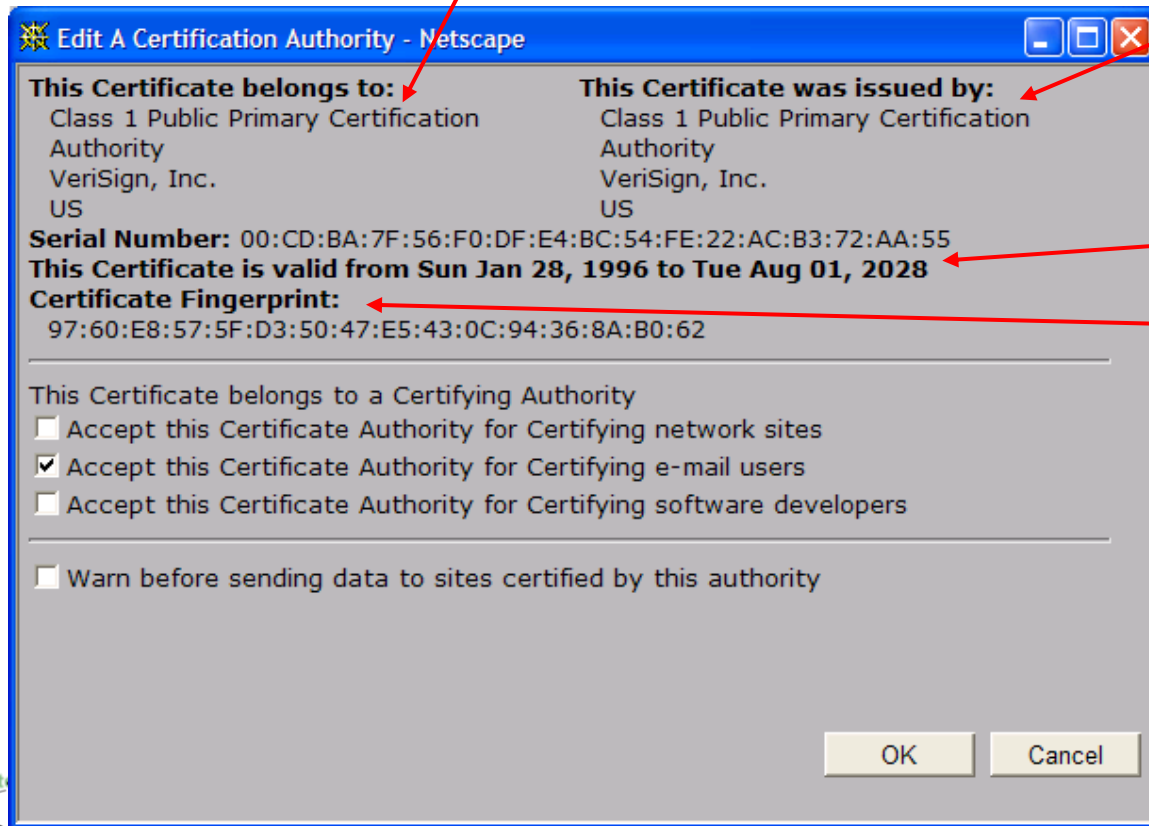 Edit A Certification Authority - Netscape
This Certificate belongs to: This Certificate was issued by:
Class 1 Public Primary Certification Class 1 Public Primary Certification
Authority Authority
VeriSign, Inc. VeriSign, Inc.
US US
Serial Number: 00:CD:BA:7F:56:F0:DF:E4:BC:54:FE:22:AC:B3:72:AA:55
This Certificate is valid from Sun Jan 28, 1996 to Tue Aug 01, 2028
Certificate Fingerprint:
97:60:E8:57:5F:D3:50:47:E5:43:0C:94:36:8A:B0:62
This Certificate belongs to a Certifying Authority
Accept this Certificate Authority for Certifying network sites
Accept this Certificate Authority for Certifying e-mail users
Accept this Certificate Authority for Certifying software developers
Warn before sending data to sites certified by this authority
OK Cancel